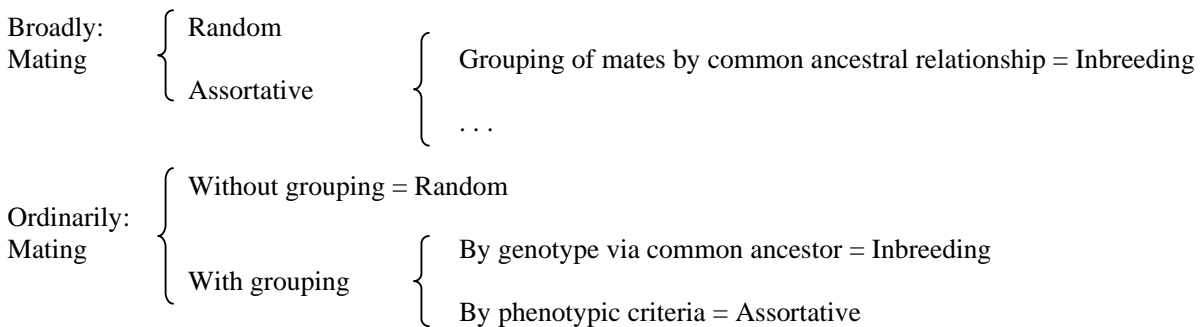 Broadly:
Mating
Random
Assortative
Grouping of mates by common ancestral relationship = Inbreeding
. . .
Ordinarily:
Mating
Without grouping = Random
With grouping
By genotype via common ancestor = Inbreeding
By phenotypic criteria = Assortative